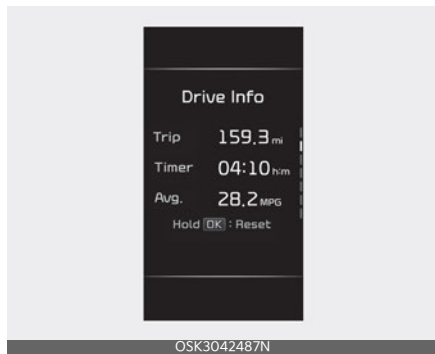 Drive Info
Trip 159.3 mi
Timer 04:10 h:m
Avg. 28.2 MPG
Hold OK : Reset
OSK3042487N